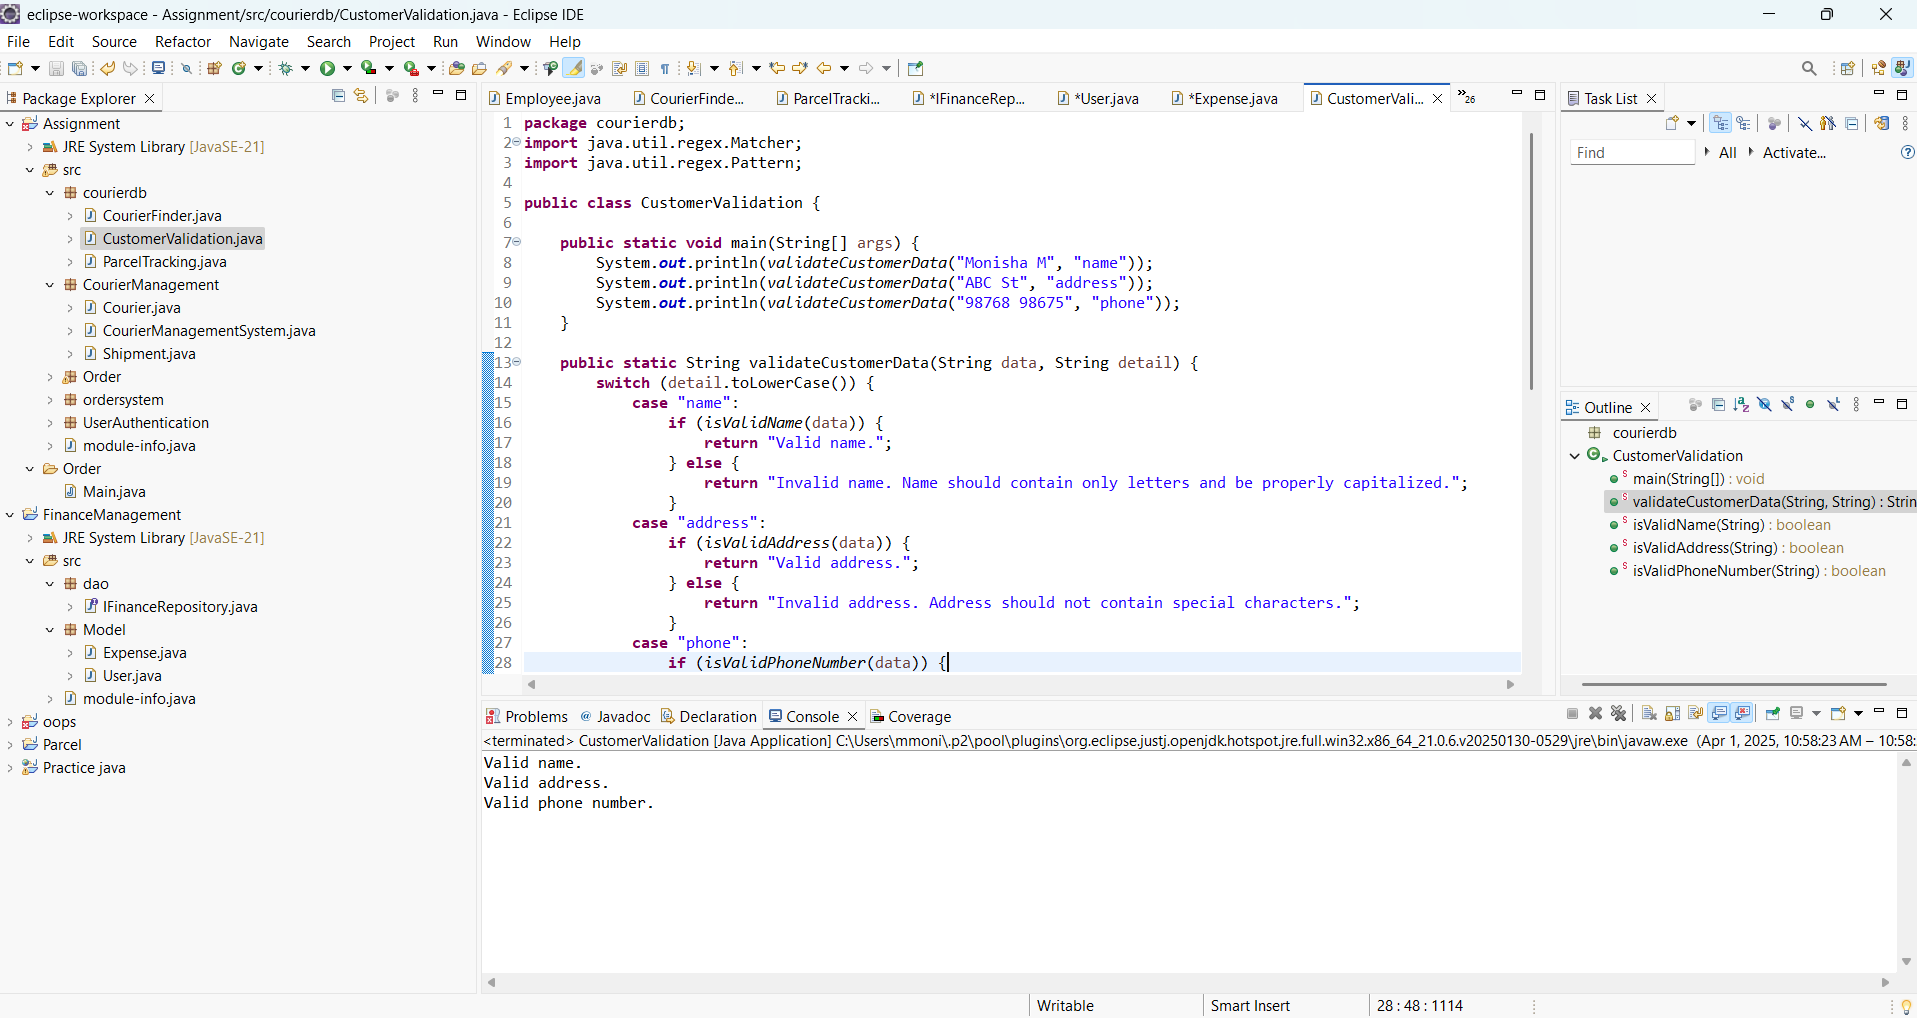 eclipse-workspace - Assignment/src/courierdb/CustomerValidation.java - Eclipse IDE
File Edit Source Refactor Navigate Search Project Run Window Help
Package Explorer
Assignment
JRE System Library [JavaSE-21]
src
courierdb
CourierFinder.java
CustomerValidation.java
ParcelTracking.java
CourierManagement
Courier.java
CourierManagementSystem.java
Shipment.java
Order
ordersystem
UserAuthentication
module-info.java
Order
Main.java
FinanceManagement
JRE System Library [JavaSE-21]
src
dao
IFinanceRepository.java
Model
Expense.java
User.java
module-info.java
oops
Parcel
Practice java
Employee.java CourierFinde... ParcelTracki... *IFinanceRep... *User.java *Expense.java CustomerVali... »26
1 package courierdb;
2 import java.util.regex.Matcher;
3 import java.util.regex.Pattern;
4
5 public class CustomerValidation {
6
7 public static void main(String[] args) {
8 System.out.println(validateCustomerData("Monisha M", "name"));
9 System.out.println(validateCustomerData("ABC St", "address"));
10 System.out.println(validateCustomerData("98768 98675", "phone"));
11 }
12
13 public static String validateCustomerData(String data, String detail) {
14 switch (detail.toLowerCase()) {
15 case "name":
16 if (isValidName(data)) {
17 return "Valid name.";
18 } else {
19 return "Invalid name. Name should contain only letters and be properly capitalized.";
20 }
21 case "address":
22 if (isValidAddress(data)) {
23 return "Valid address.";
24 } else {
25 return "Invalid address. Address should not contain special characters.";
26 }
27 case "phone":
28 if (isValidPhoneNumber(data)) {
Task List
Find All Activate...
Outline
courierdb
CustomerValidation
main(String[]) : void
validateCustomerData(String, String) : Strin
isValidName(String) : boolean
isValidAddress(String) : boolean
isValidPhoneNumber(String) : boolean
Problems Javadoc Declaration Console Coverage
<terminated> CustomerValidation [Java Application] C:\Users\mmoni\.p2\pool\plugins\org.eclipse.justj.openjdk.hotspot.jre.full.win32.x86_64_21.0.6.v20250130-0529\jre\bin\javaw.exe (Apr 1, 2025, 10:58:23 AM – 10:58:
Valid name.
Valid address.
Valid phone number.
Writable Smart Insert 28 : 48 : 1114